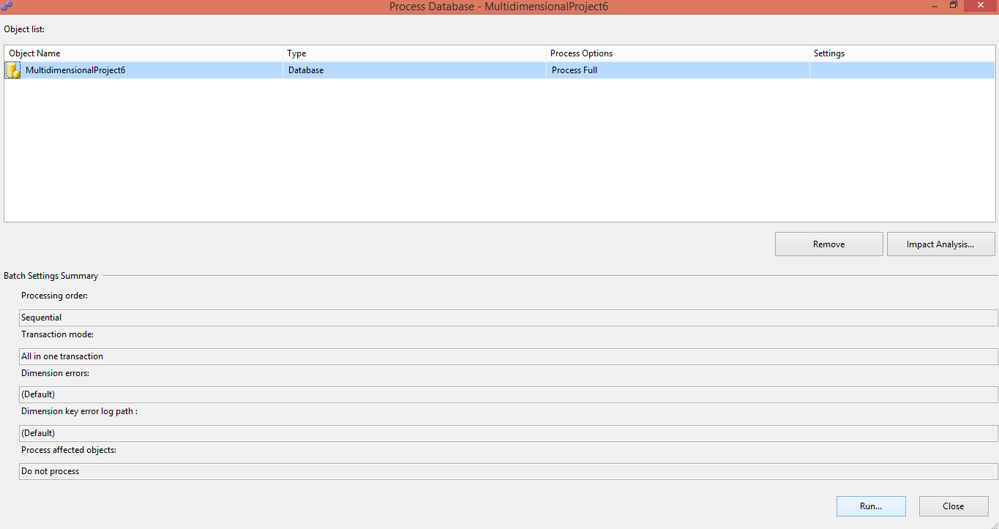 Process Database - MultidimensionalProject6
Object list:
Object Name Type Process Options Settings
MultidimensionalProject6 Database Process Full
Remove Impact Analysis...
Batch Settings Summary
Processing order:
Sequential
Transaction mode:
All in one transaction
Dimension errors:
(Default)
Dimension key error log path :
(Default)
Process affected objects:
Do not process
Run... Close